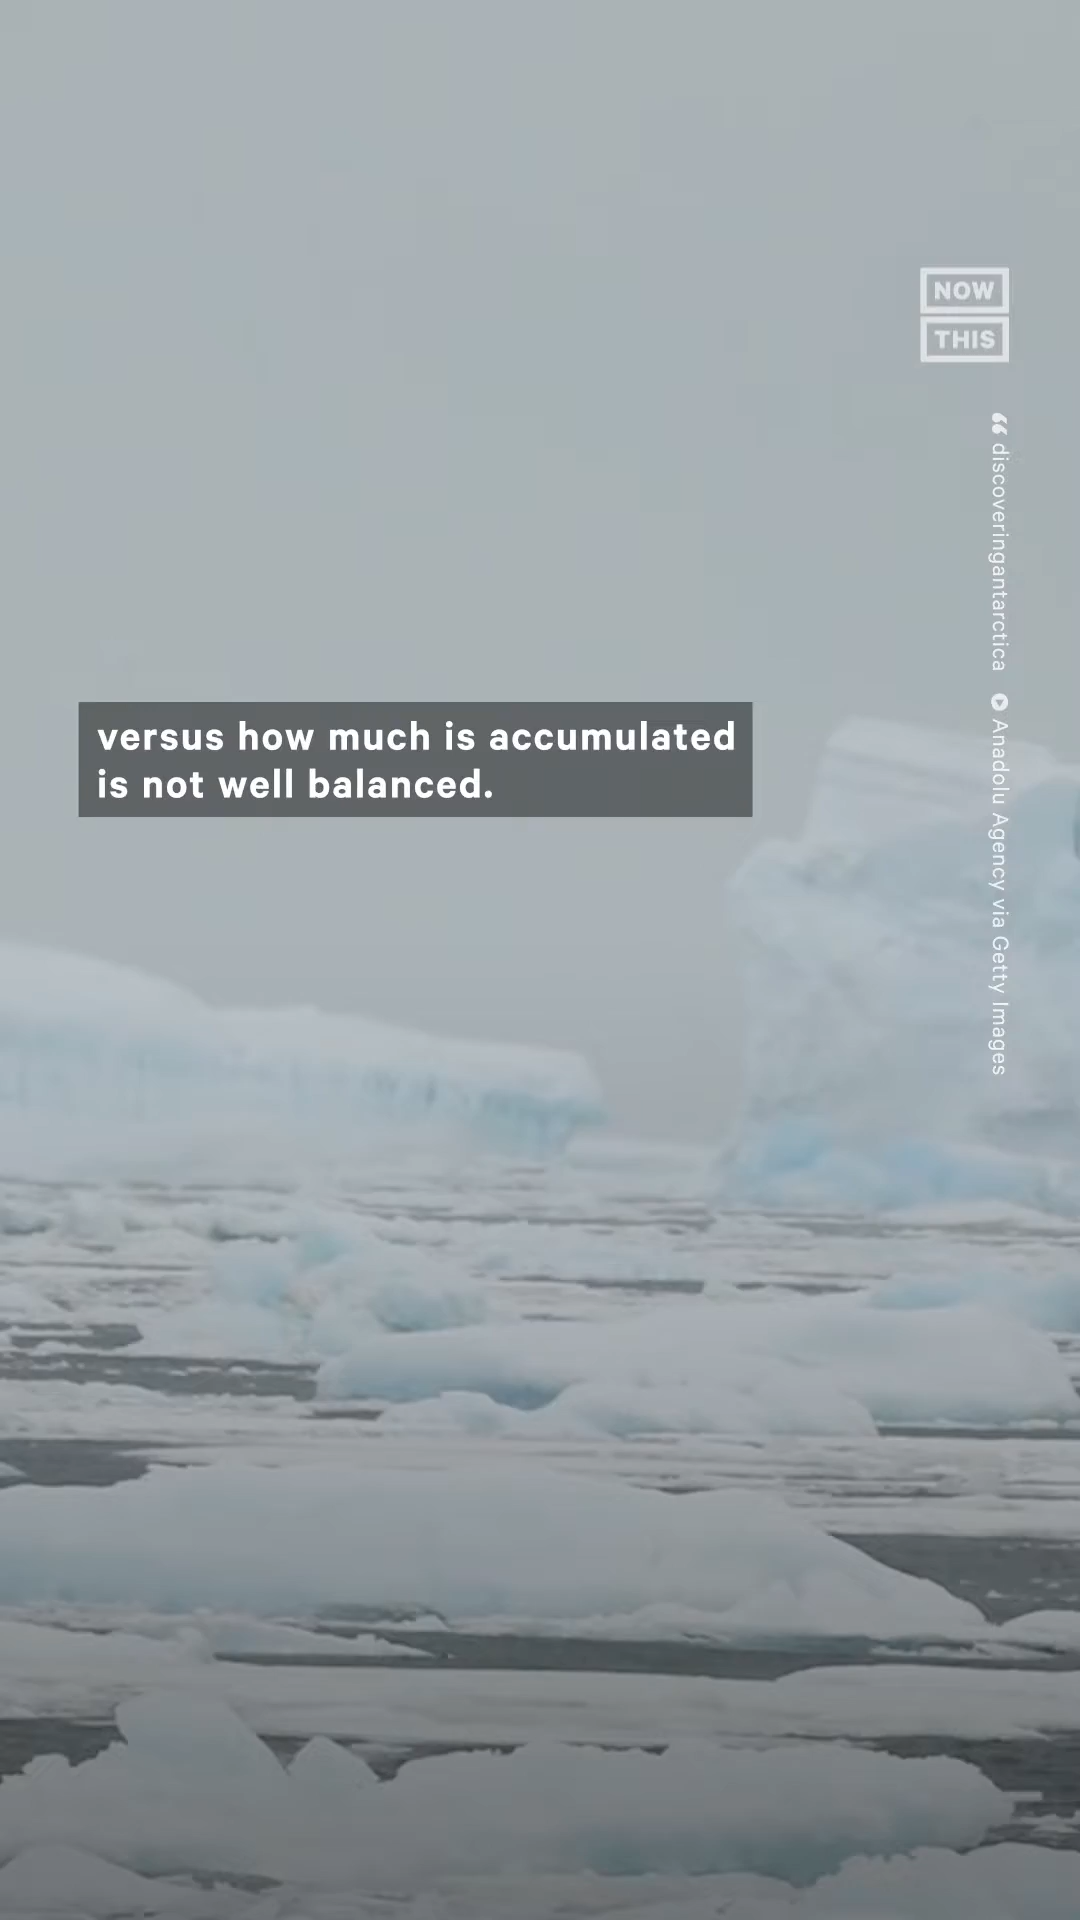 NOW
THIS
“ discoveringantarctica Anadolu Agency via Getty Images
versus how much is accumulated
is not well balanced.